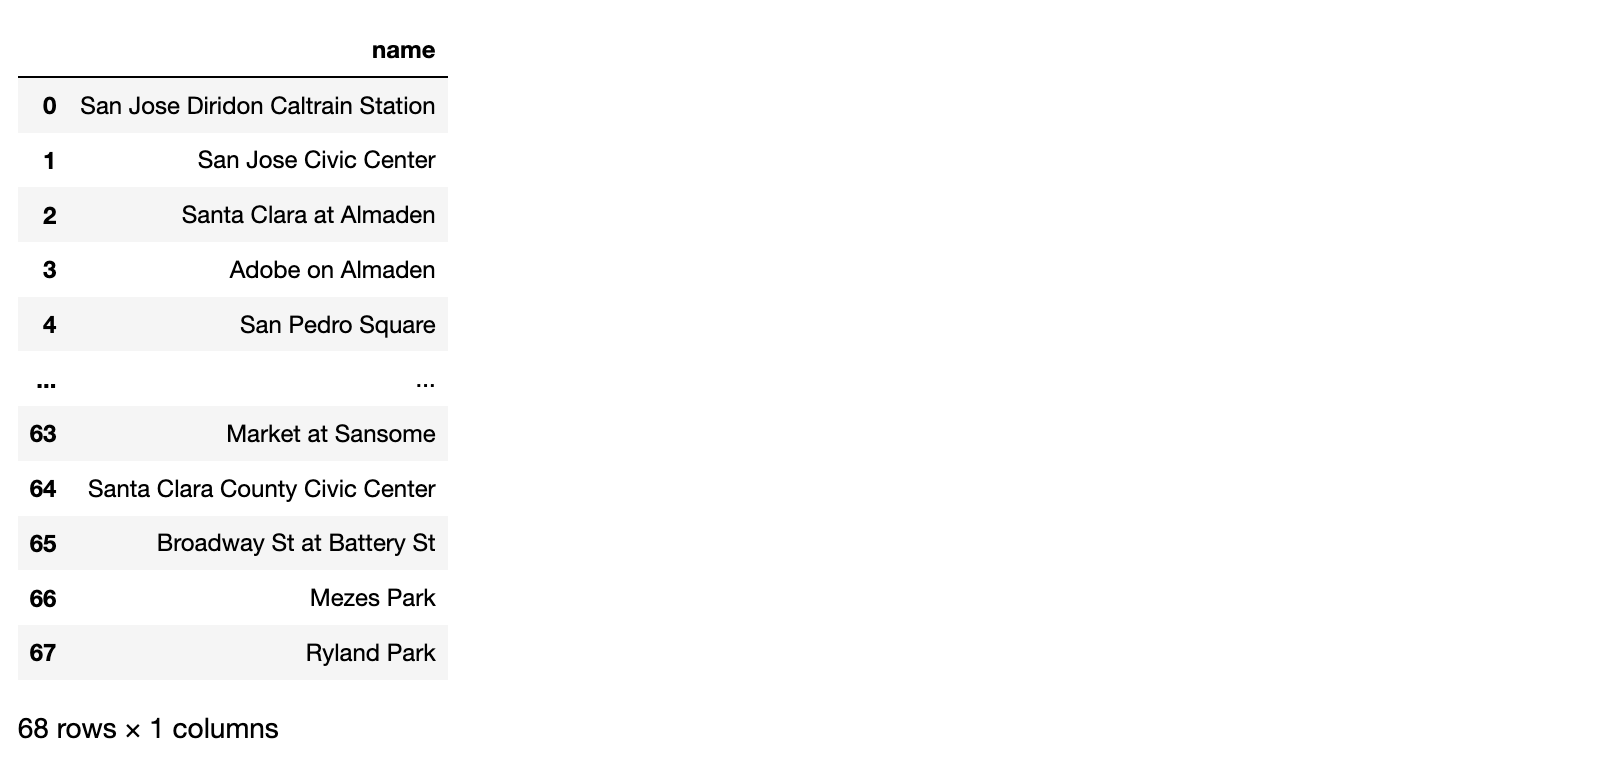 name
0 San Jose Diridon Caltrain Station
1 San Jose Civic Center
2 Santa Clara at Almaden
3 Adobe on Almaden
4 San Pedro Square
... ...
63 Market at Sansome
64 Santa Clara County Civic Center
65 Broadway St at Battery St
66 Mezes Park
67 Ryland Park
68 rows × 1 columns